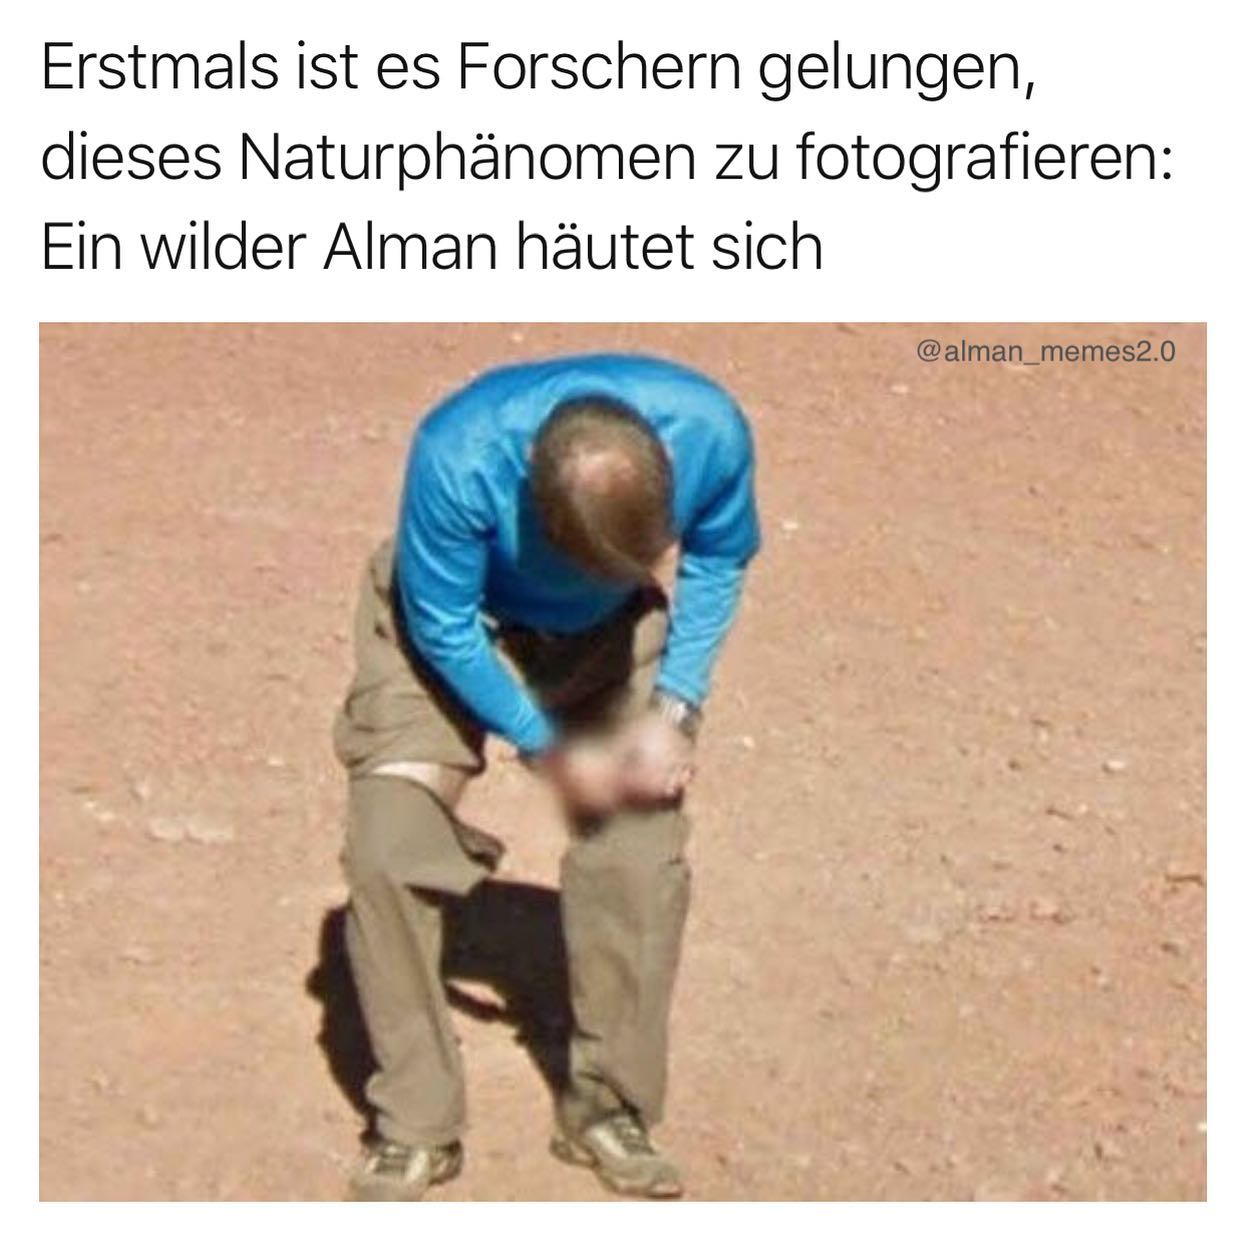 Erstmals ist es Forschern gelungen,
dieses Naturphänomen zu fotografieren:
Ein wilder Alman häutet sich
@alman_memes2.0